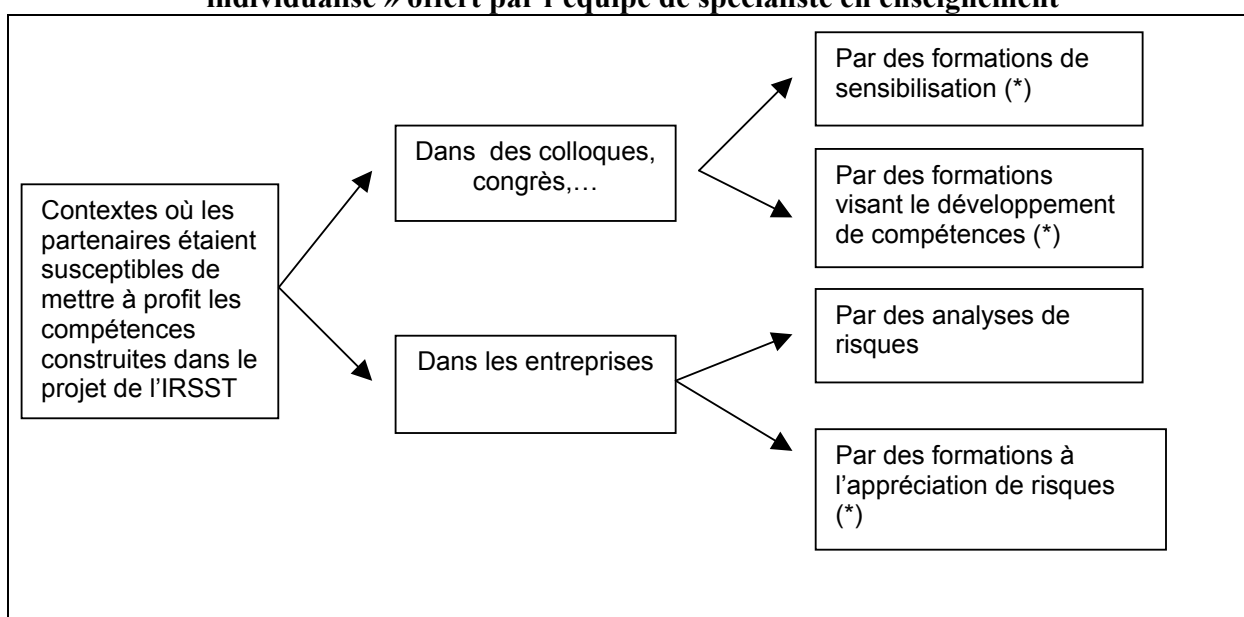 individualisé » offert par l'équipe de spécialiste en enseignement
Contextes où les
partenaires étaient
susceptibles de
mettre à profit les
compétences
construites dans le
projet de l'IRSST
Dans des colloques,
congrès,…
Dans les entreprises
Par des formations de
sensibilisation (*)
Par des formations
visant le développement
de compétences (*)
Par des analyses de
risques
Par des formations à
l'appréciation de risques
(*)